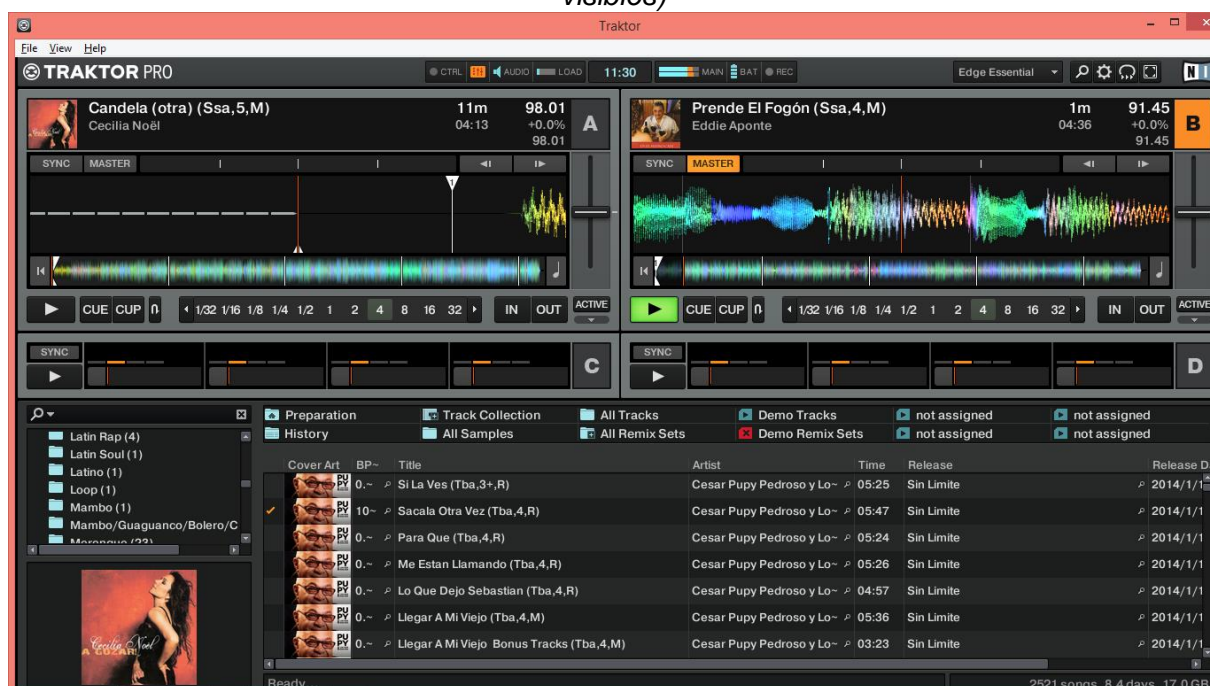 visibios)
Traktor
File View Help
TRAKTOR PRO CTRL AUDIO LOAD 11:30 MAIN BAT REC Edge Essential
Candela (otra) (Ssa,5,M) 11m 98.01
Cecilia Noël 04:13 +0.0%
98.01
A
SYNC MASTER
1
CUE CUP 1/32 1/16 1/8 1/4 1/2 1 2 4 8 16 32 IN OUT ACTIVE
Prende El Fogón (Ssa,4,M) 1m 91.45
Eddie Aponte 04:36 +0.0%
91.45
B
SYNC MASTER
CUE CUP 1/32 1/16 1/8 1/4 1/2 1 2 4 8 16 32 IN OUT ACTIVE
SYNC C
SYNC D
Preparation Track Collection All Tracks Demo Tracks not assigned not assigned
History All Samples All Remix Sets Demo Remix Sets not assigned not assigned
Latin Rap (4)
Latin Soul (1)
Latino (1)
Loop (1)
Mambo (1)
Mambo/Guaguanco/Bolero/C
Merengue (23)
Cecilia Noël
A GOZAR!
Cover Art BP~ Title Artist Time Release Release D
PUPY 0.~ Si La Ves (Tba,3+,R) Cesar Pupy Pedroso y Lo~ 05:25 Sin Limite 2014/1/1
PUPY 10~ Sacala Otra Vez (Tba,4,R) Cesar Pupy Pedroso y Lo~ 05:47 Sin Limite 2014/1/1
PUPY 0.~ Para Que (Tba,4,R) Cesar Pupy Pedroso y Lo~ 05:24 Sin Limite 2014/1/1
PUPY 0.~ Me Estan Llamando (Tba,4,R) Cesar Pupy Pedroso y Lo~ 05:26 Sin Limite 2014/1/1
PUPY 0.~ Lo Que Dejo Sebastian (Tba,4,R) Cesar Pupy Pedroso y Lo~ 04:57 Sin Limite 2014/1/1
PUPY 0.~ Llegar A Mi Viejo (Tba,4,M) Cesar Pupy Pedroso y Lo~ 05:36 Sin Limite 2014/1/1
PUPY 0.~ Llegar A Mi Viejo Bonus Tracks (Tba,4,M) Cesar Pupy Pedroso y Lo~ 03:23 Sin Limite 2014/1/1
Ready... 2521 songs, 8.4 days, 17.0 GB